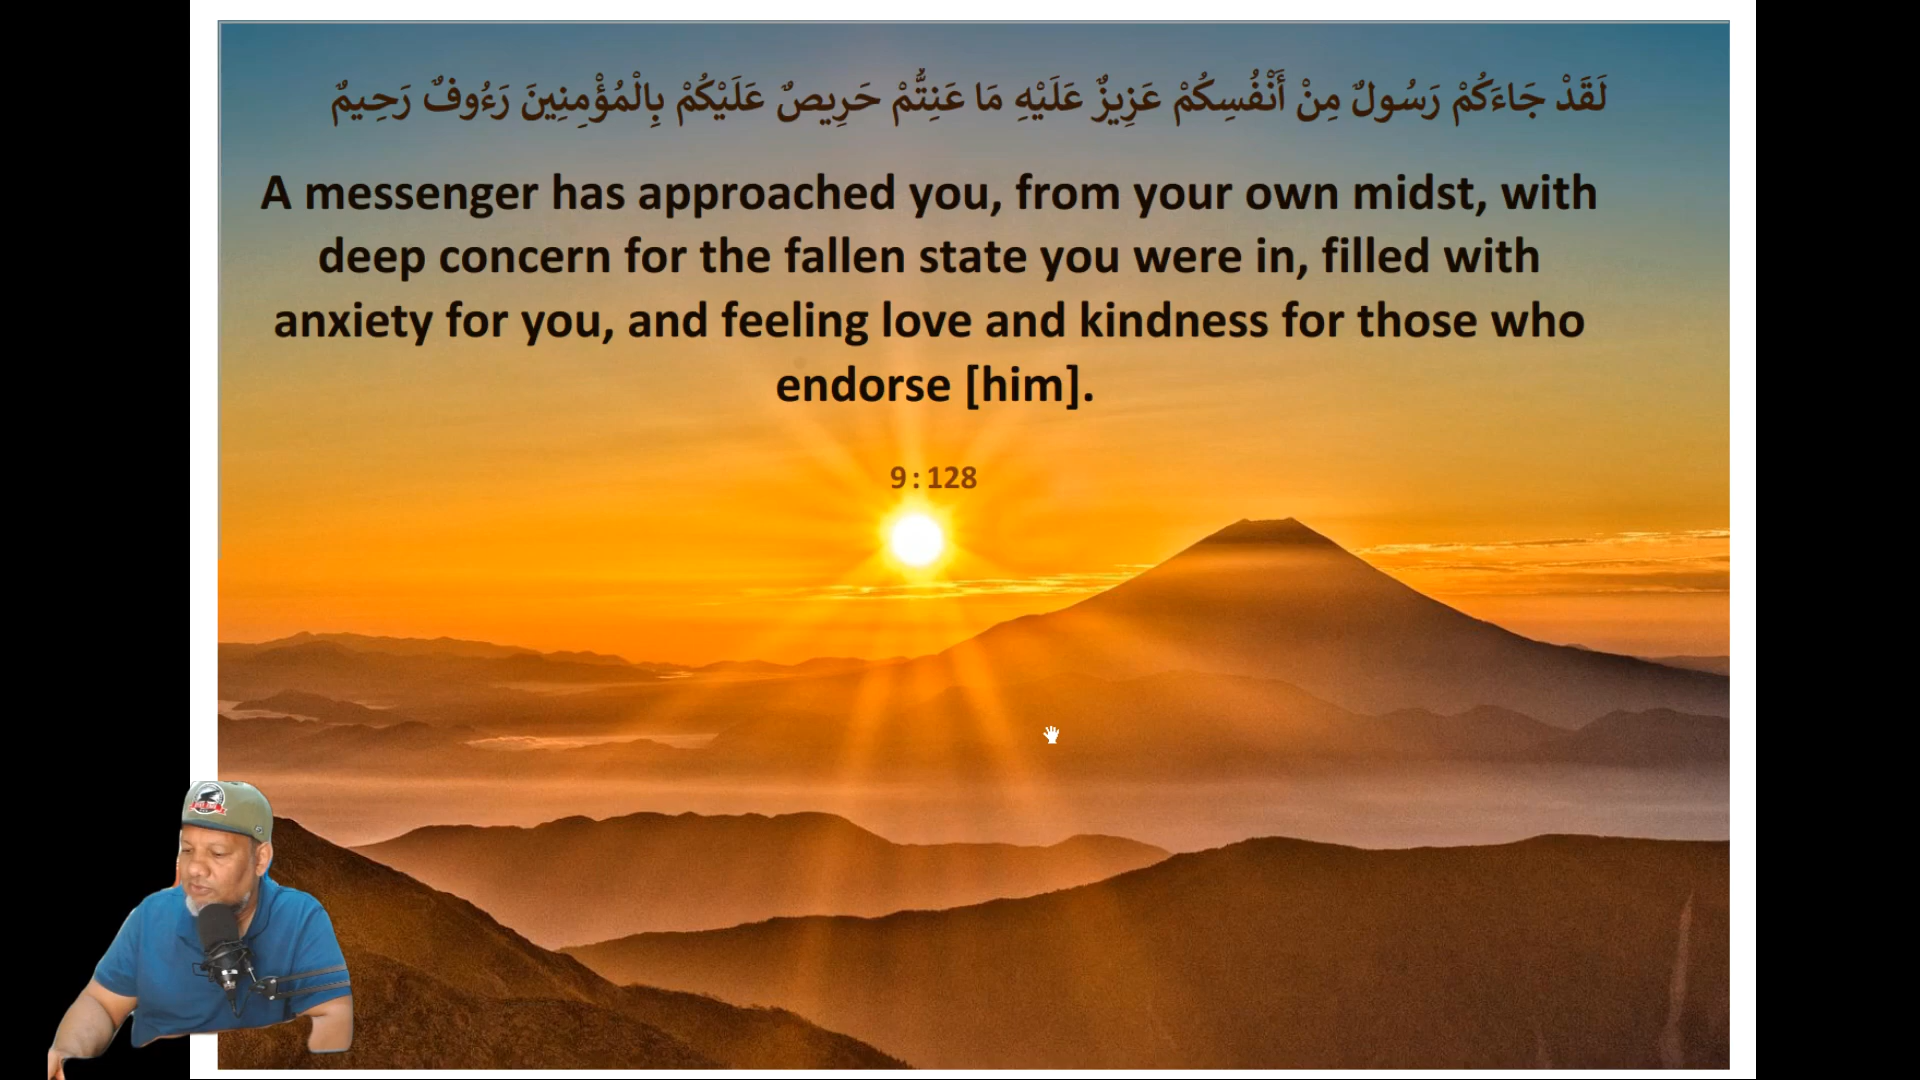 لَقَدْ جَاءَكُمْ رَسُولٌ مِنْ أَنْفُسِكُمْ عَزِيزٌ عَلَيْهِ مَا عَنِتُّمْ حَرِيصٌ عَلَيْكُمْ بِالْمُؤْمِنِينَ رَءُوفٌ رَحِيمٌ
A messenger has approached you, from your own midst, with
deep concern for the fallen state you were in, filled with
anxiety for you, and feeling love and kindness for those who
endorse [him].
9 : 128